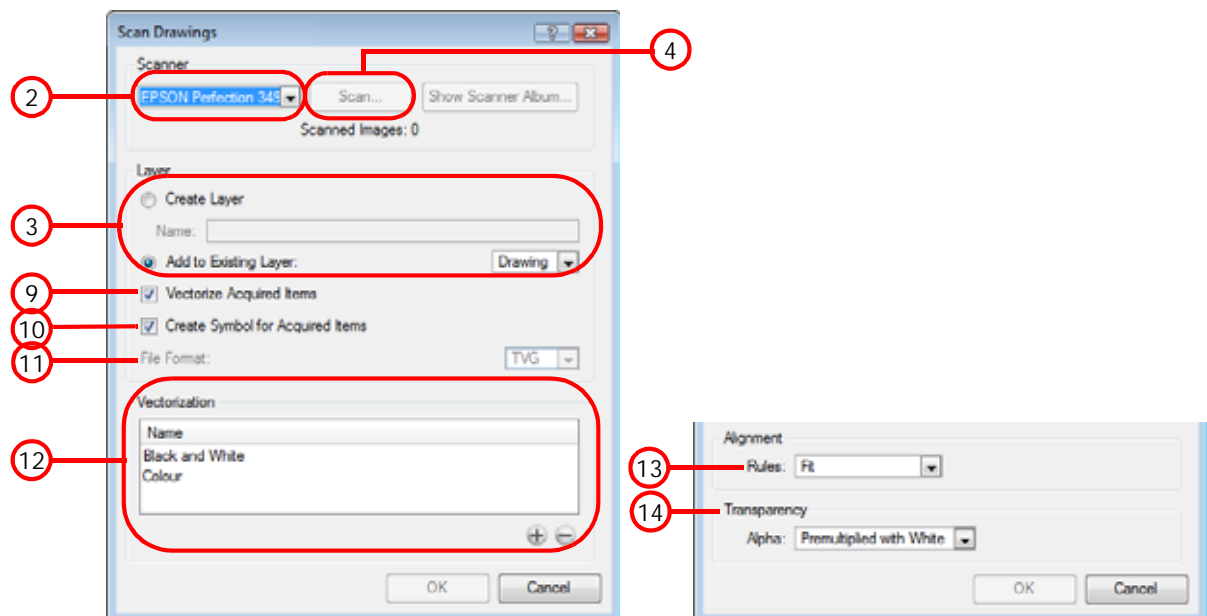 Scan Drawings
4
Scanner
2
EPSON Perfection 349
Scan...
Show Scanner Album...
Scanned Images: 0
Layer
Create Layer
3
Name:
Add to Existing Layer:
Drawing
9
Vectorize Acquired Items
10
Create Symbol for Acquired Items
11
File Format:
TVG
Vectorization
Name
12
Black and White
Colour
OK
Cancel
Alignment
13
Rules:
Fit
14
Transparency
Alpha:
Premultiplied with White
OK
Cancel